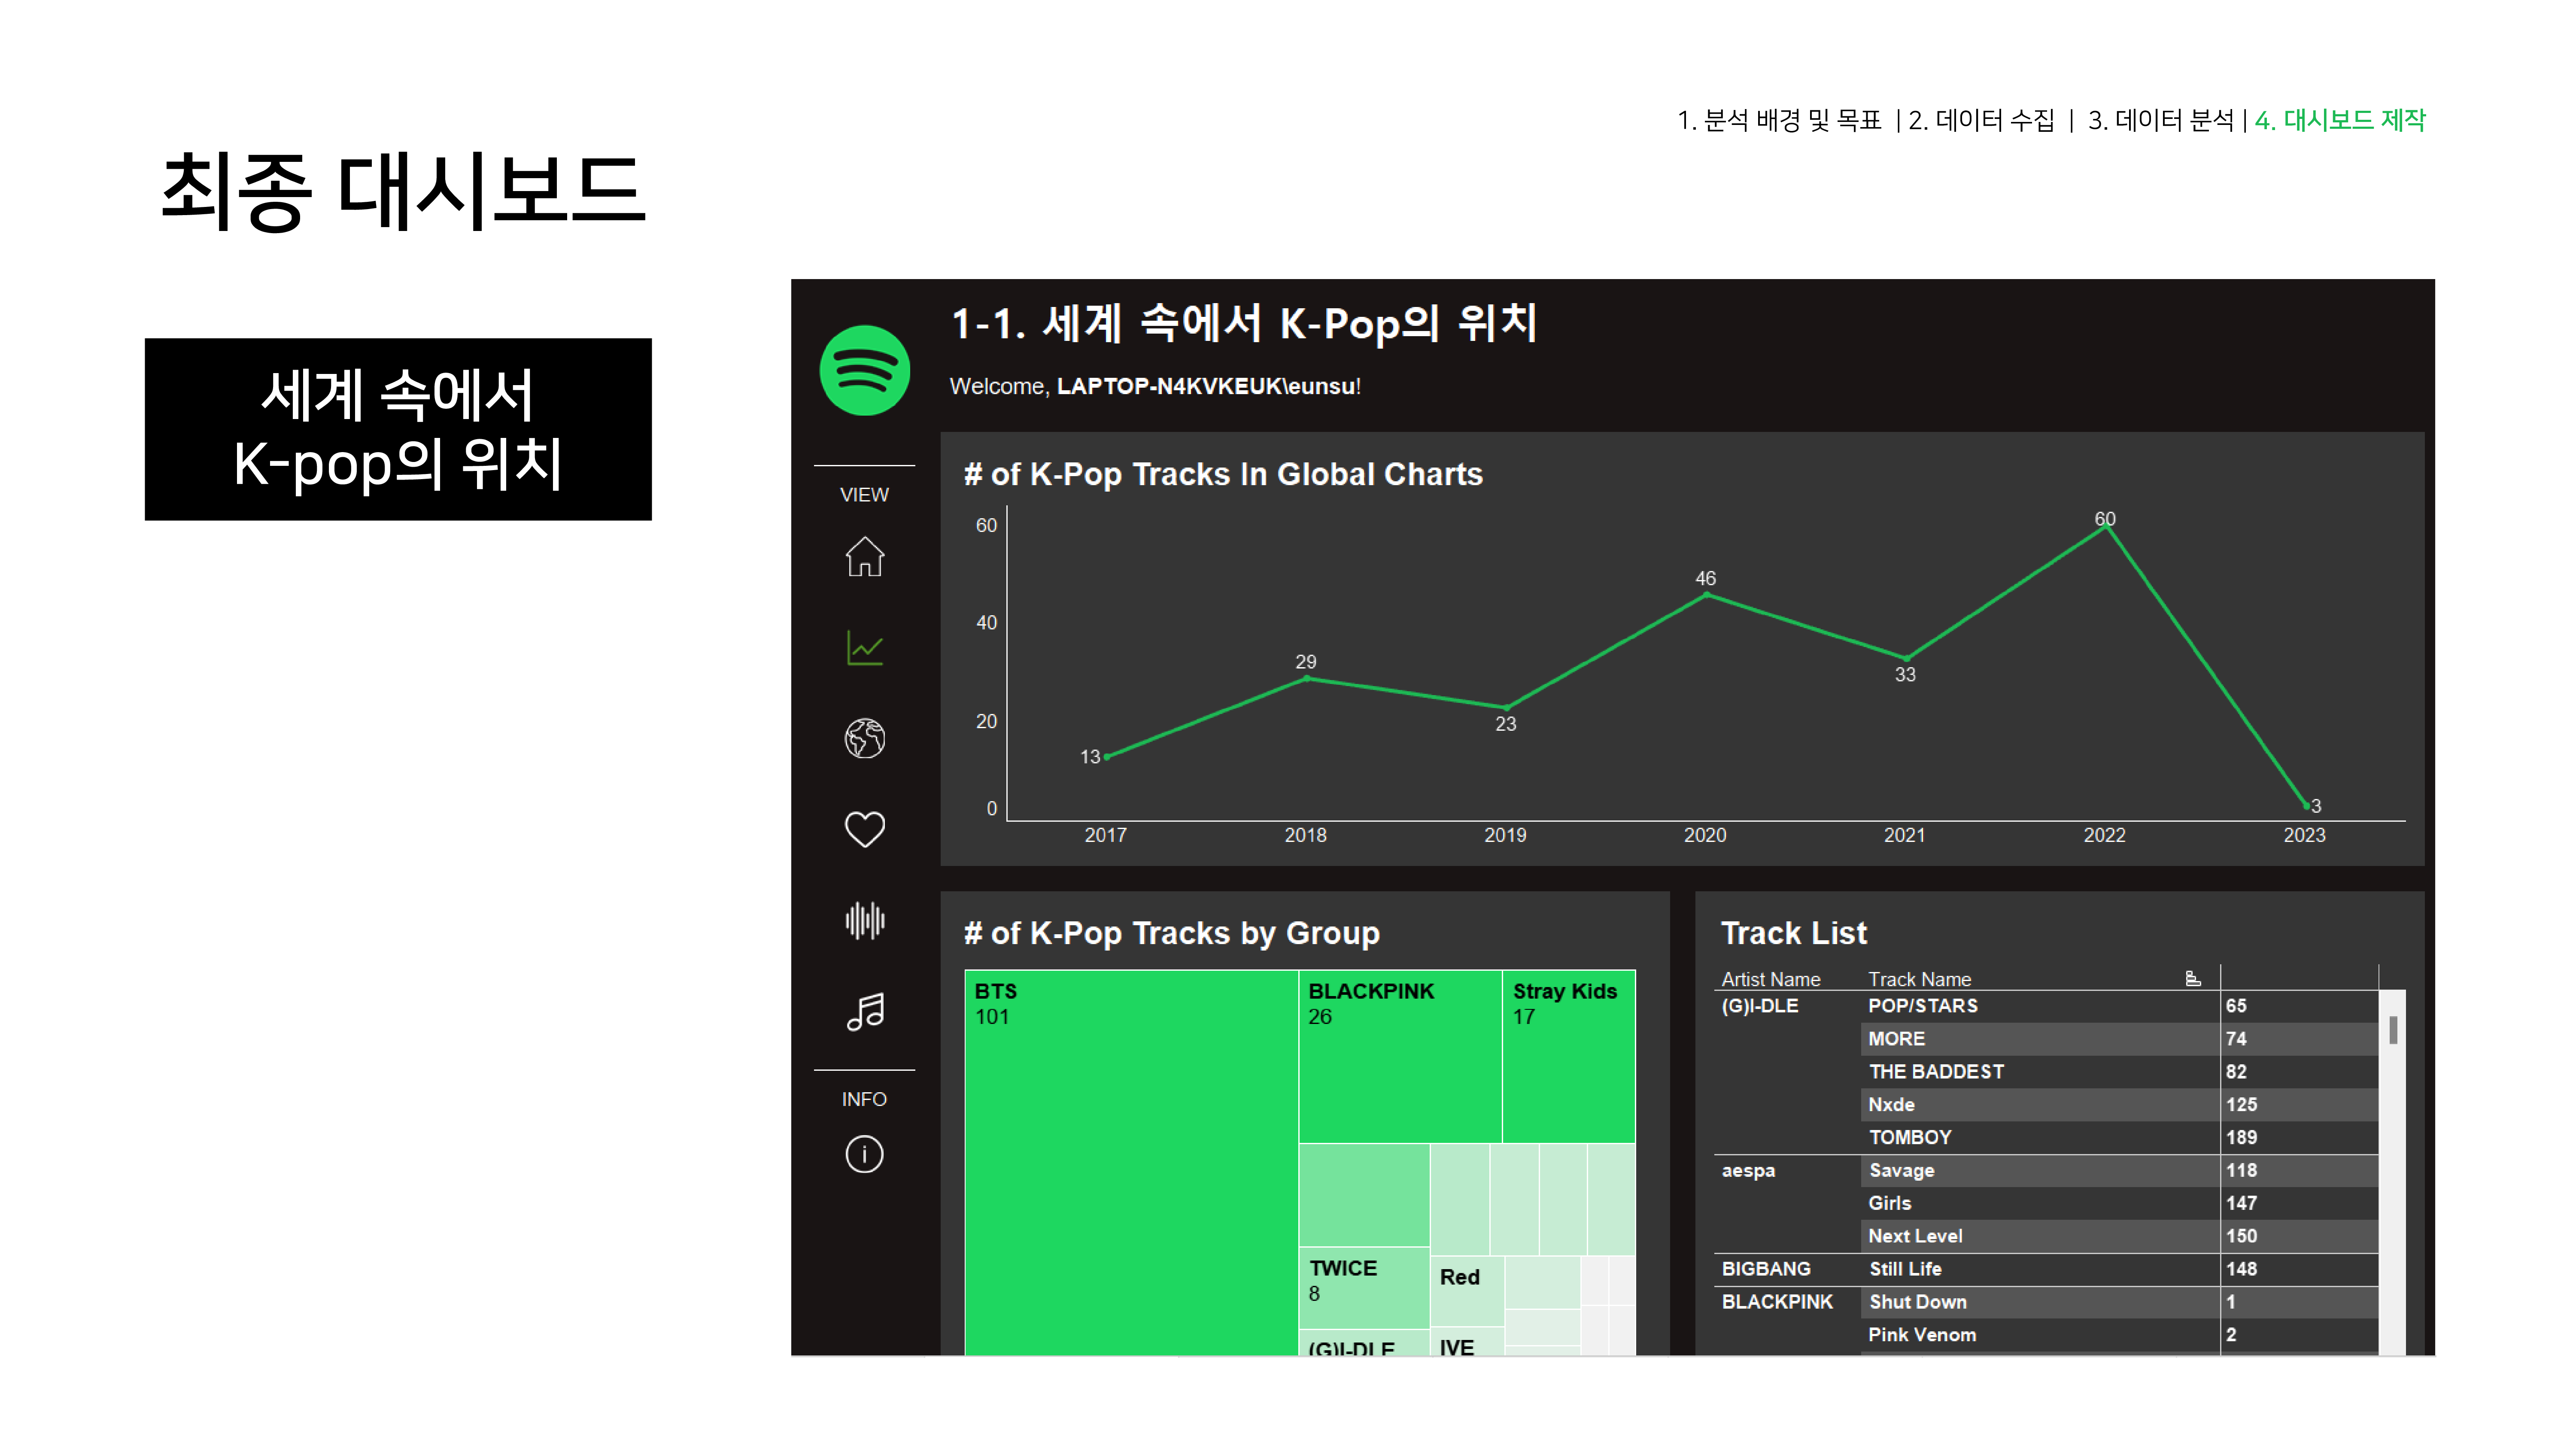 1. 분석 배경 및 목표 | 2. 데이터 수집 | 3. 데이터 분석 | 4. 대시보드 제작
최종 대시보드
세계 속에서
K-pop의 위치
1-1. 세계 속에서 K-Pop의 위치
Welcome, LAPTOP-N4KVKEUK\eunsu!
VIEW
INFO
# of K-Pop Tracks In Global Charts
60
40
20
0
13
29
23
46
33
60
3
2017 2018 2019 2020 2021 2022 2023
# of K-Pop Tracks by Group
BTS
101
BLACKPINK
26
Stray Kids
17
TWICE
8
Red
(G)I-DLE
IVE
Track List
Artist Name Track Name
(G)I-DLE POP/STARS 65
MORE 74
THE BADDEST 82
Nxde 125
TOMBOY 189
aespa Savage 118
Girls 147
Next Level 150
BIGBANG Still Life 148
BLACKPINK Shut Down 1
Pink Venom 2